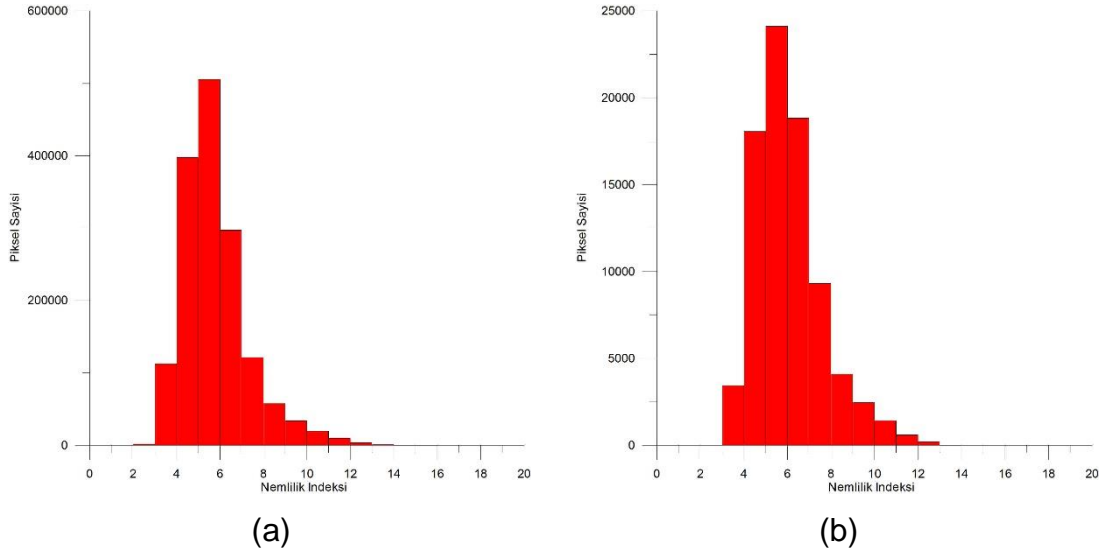 600000
400000
200000
0
Piksel Sayisi
0 2 4 6 8 10 12 14 16 18 20
Nemlilik Indeksi
(a)
25000
20000
15000
10000
5000
0
Piksel Sayisi
0 2 4 6 8 10 12 14 16 18 20
Nemlilik Indeksi
(b)